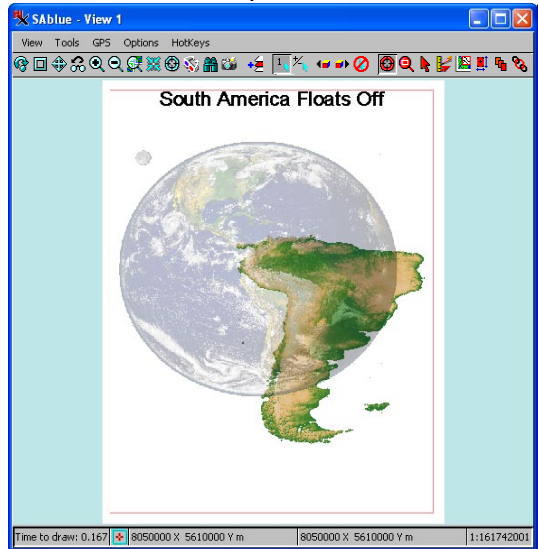 SAblue - View 1
View Tools GPS Options HotKeys
South America Floats Off
Time to draw: 0.167 8050000 X 5610000 Y m 8050000 X 5610000 Y m 1:161742001